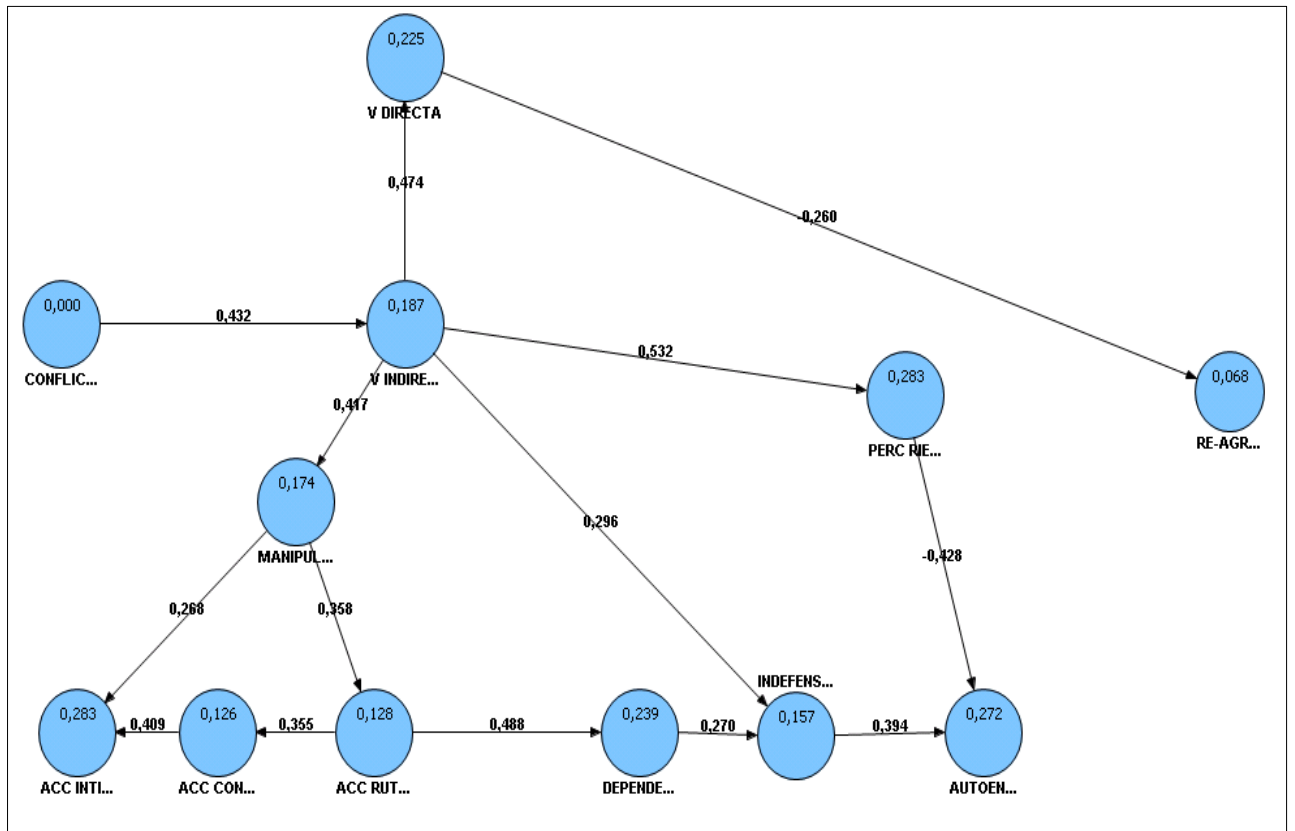 0,225
V DIRECTA
0,474
-0,260
0,000
CONFLIC...
0,432
0,187
V INDIRE...
0,532
0,283
PERC RIE...
0,068
RE-AGR...
0,417
0,174
MANIPUL...
0,296
-0,428
0,268
0,358
INDEFENS...
0,283
ACC INTI...
0,409
0,126
ACC CON...
0,355
0,128
ACC RUT...
0,488
0,239
DEPENDE...
0,270
0,157
0,394
0,272
AUTOEN...